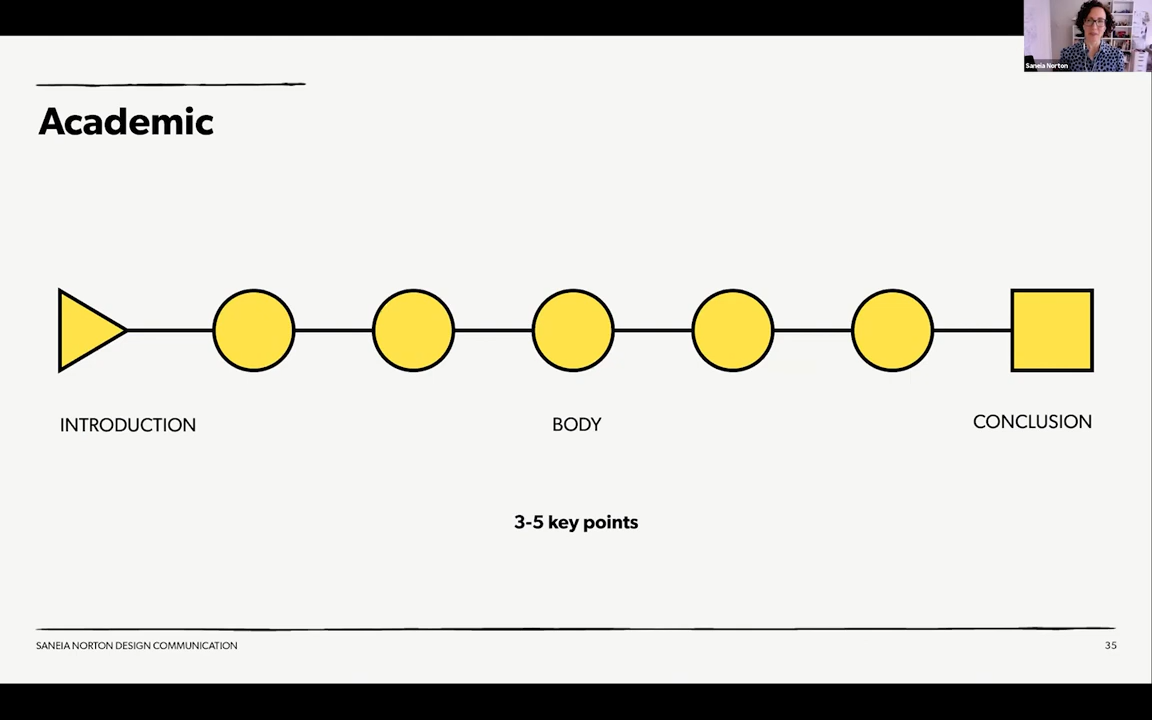 Saneia Norton
Academic
INTRODUCTION
BODY
CONCLUSION
3-5 key points
SANEIA NORTON DESIGN COMMUNICATION
35